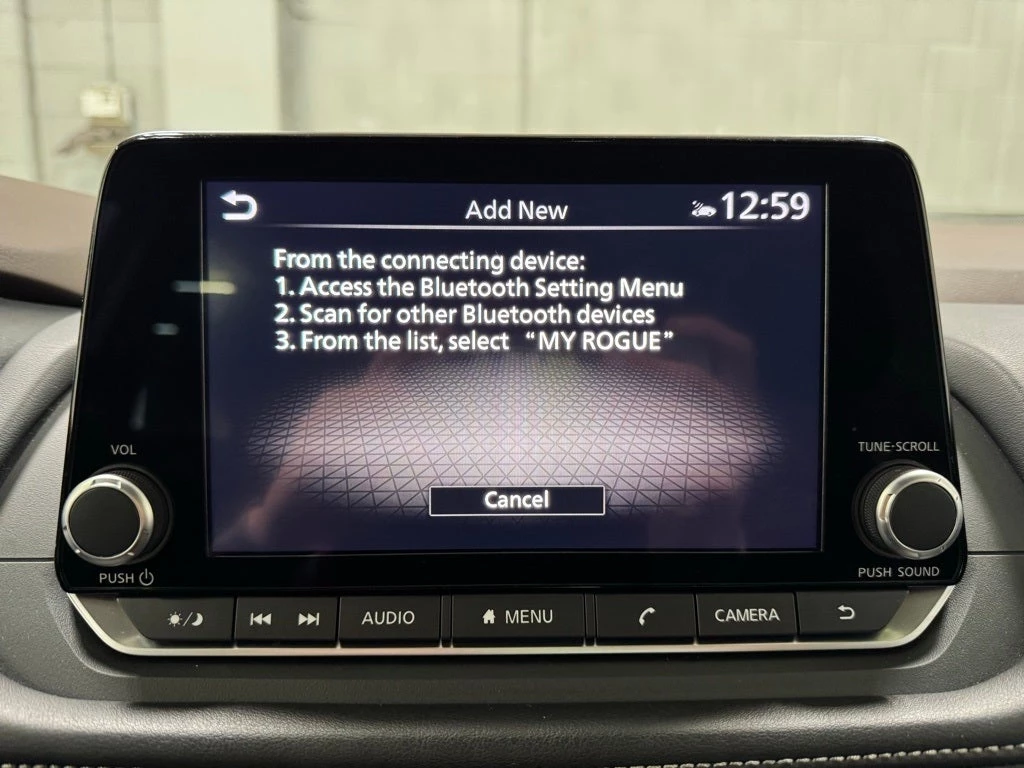 Add New
12:59
From the connecting device:
1. Access the Bluetooth Setting Menu
2. Scan for other Bluetooth devices
3. From the list, select “MY ROGUE”
Cancel
VOL
TUNE·SCROLL
PUSH
PUSH SOUND
AUDIO
MENU
CAMERA